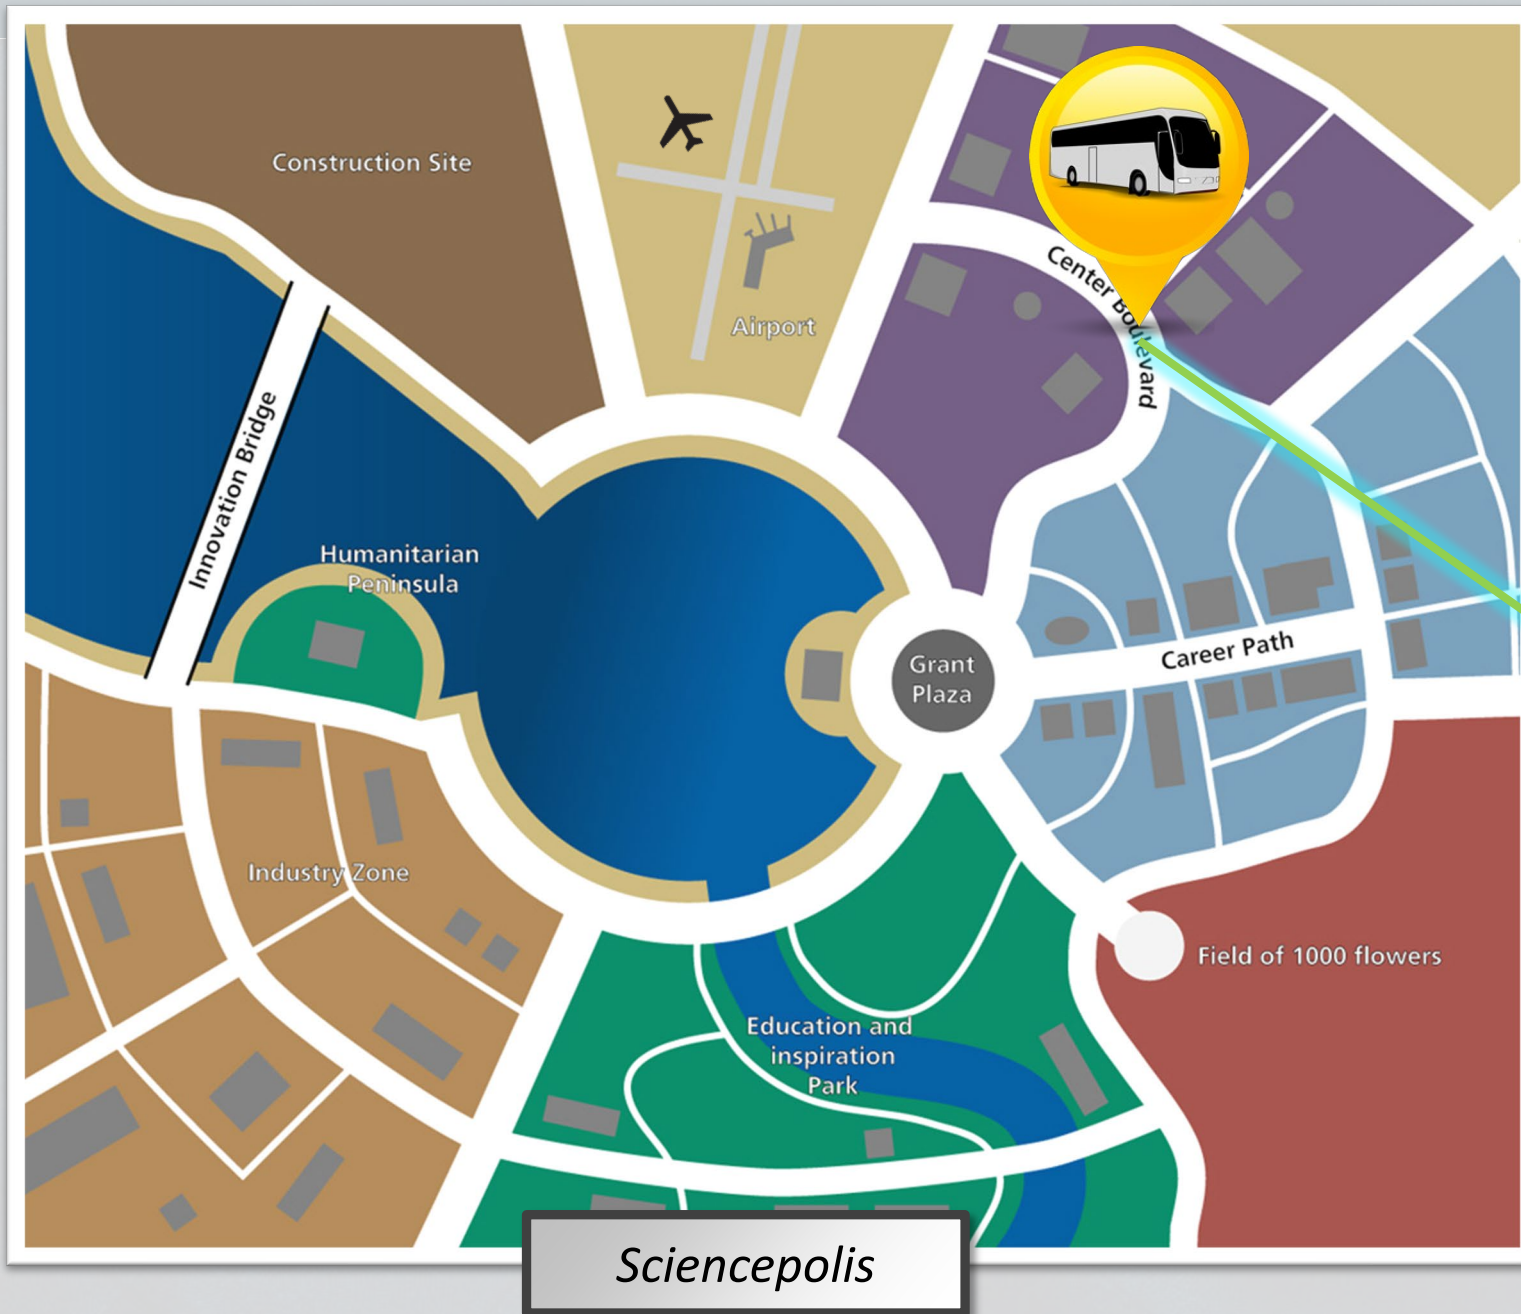 Construction Site
Airport
Center Boulevard
Innovation Bridge
Humanitarian
Peninsula
Grant
Plaza
Career Path
Industry Zone
Field of 1000 flowers
Education and
inspiration
Park
Sciencepolis